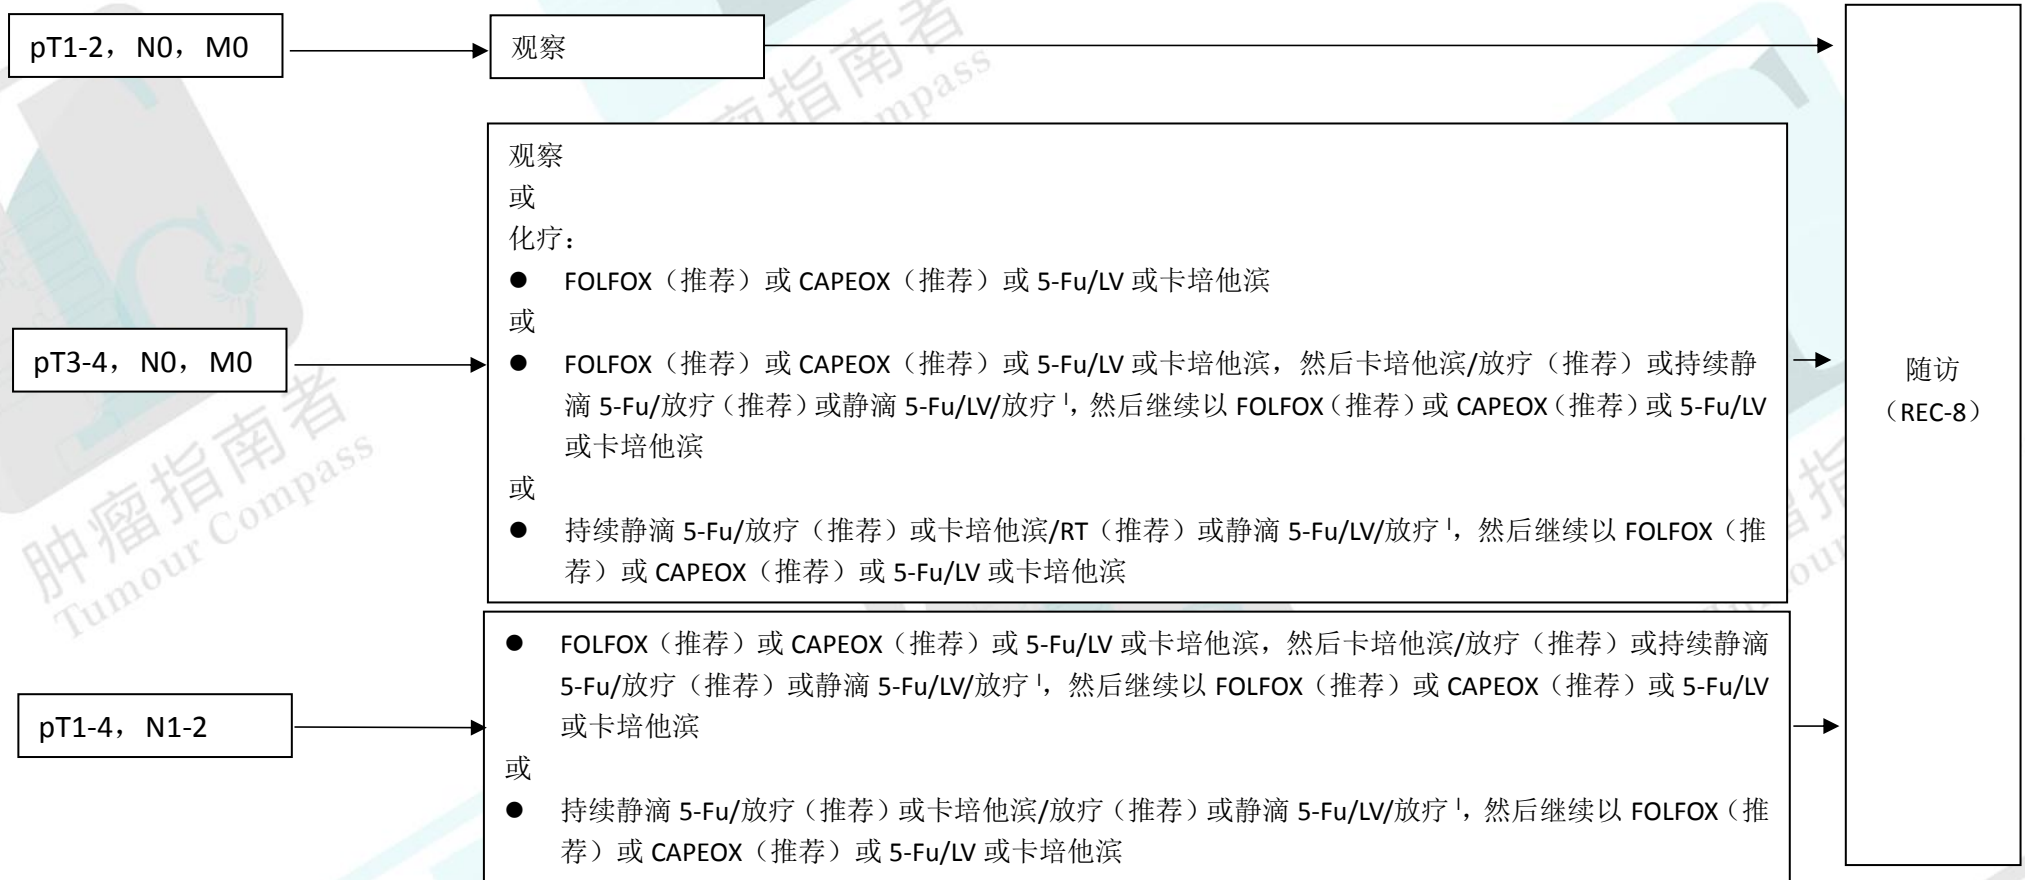 pT1-2，N0，M0
观察
观察
或
化疗：
● FOLFOX（推荐）或 CAPEOX（推荐）或 5-Fu/LV 或卡培他滨
或
pT3-4，N0，M0
● FOLFOX（推荐）或 CAPEOX（推荐）或 5-Fu/LV 或卡培他滨，然后卡培他滨/放疗（推荐）或持续静
滴 5-Fu/放疗（推荐）或静滴 5-Fu/LV/放疗 l，然后继续以 FOLFOX（推荐）或 CAPEOX（推荐）或 5-Fu/LV
或卡培他滨
或
● 持续静滴 5-Fu/放疗（推荐）或卡培他滨/RT（推荐）或静滴 5-Fu/LV/放疗 l，然后继续以 FOLFOX（推
荐）或 CAPEOX（推荐）或 5-Fu/LV 或卡培他滨
pT1-4，N1-2
● FOLFOX（推荐）或 CAPEOX（推荐）或 5-Fu/LV 或卡培他滨，然后卡培他滨/放疗（推荐）或持续静滴
5-Fu/放疗（推荐）或静滴 5-Fu/LV/放疗 l，然后继续以 FOLFOX（推荐）或 CAPEOX（推荐）或 5-Fu/LV
或卡培他滨
或
● 持续静滴 5-Fu/放疗（推荐）或卡培他滨/放疗（推荐）或静滴 5-Fu/LV/放疗 l，然后继续以 FOLFOX（推
荐）或 CAPEOX（推荐）或 5-Fu/LV 或卡培他滨
随访
（REC-8）
肿瘤指南者
Tumour Compass